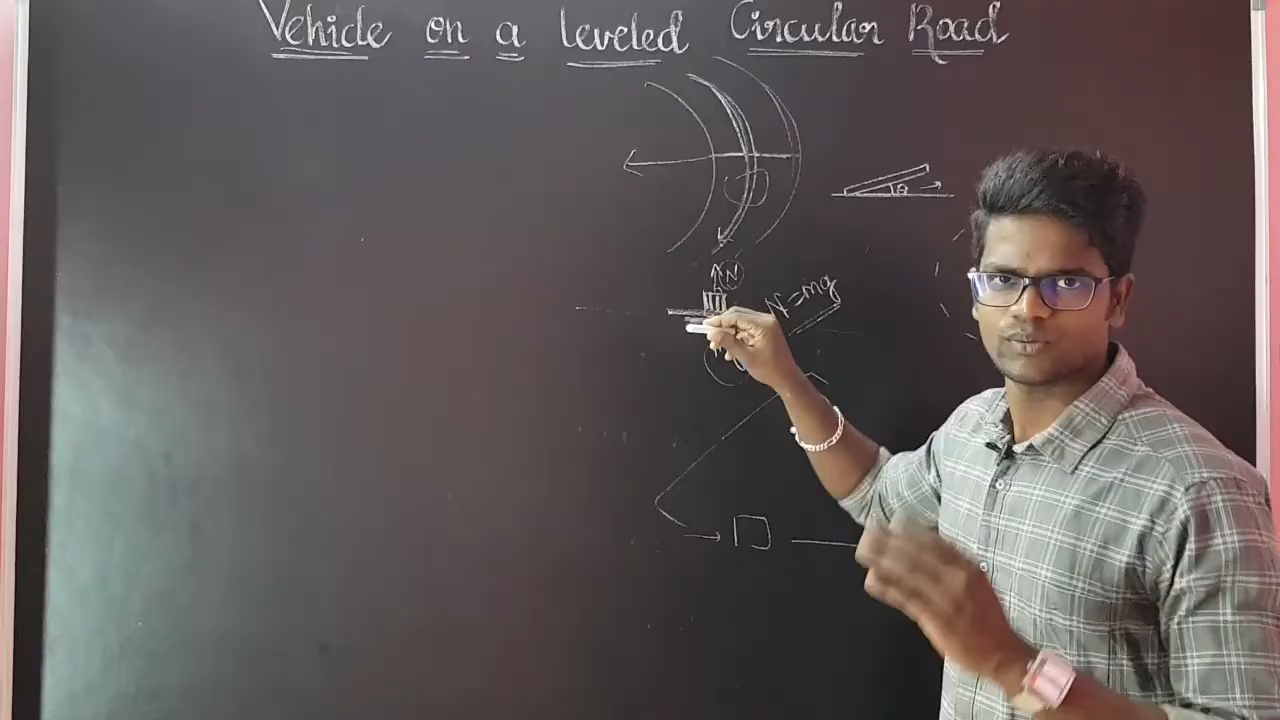 Vehicle on a leveled Circular Road
θ
N
N = mg